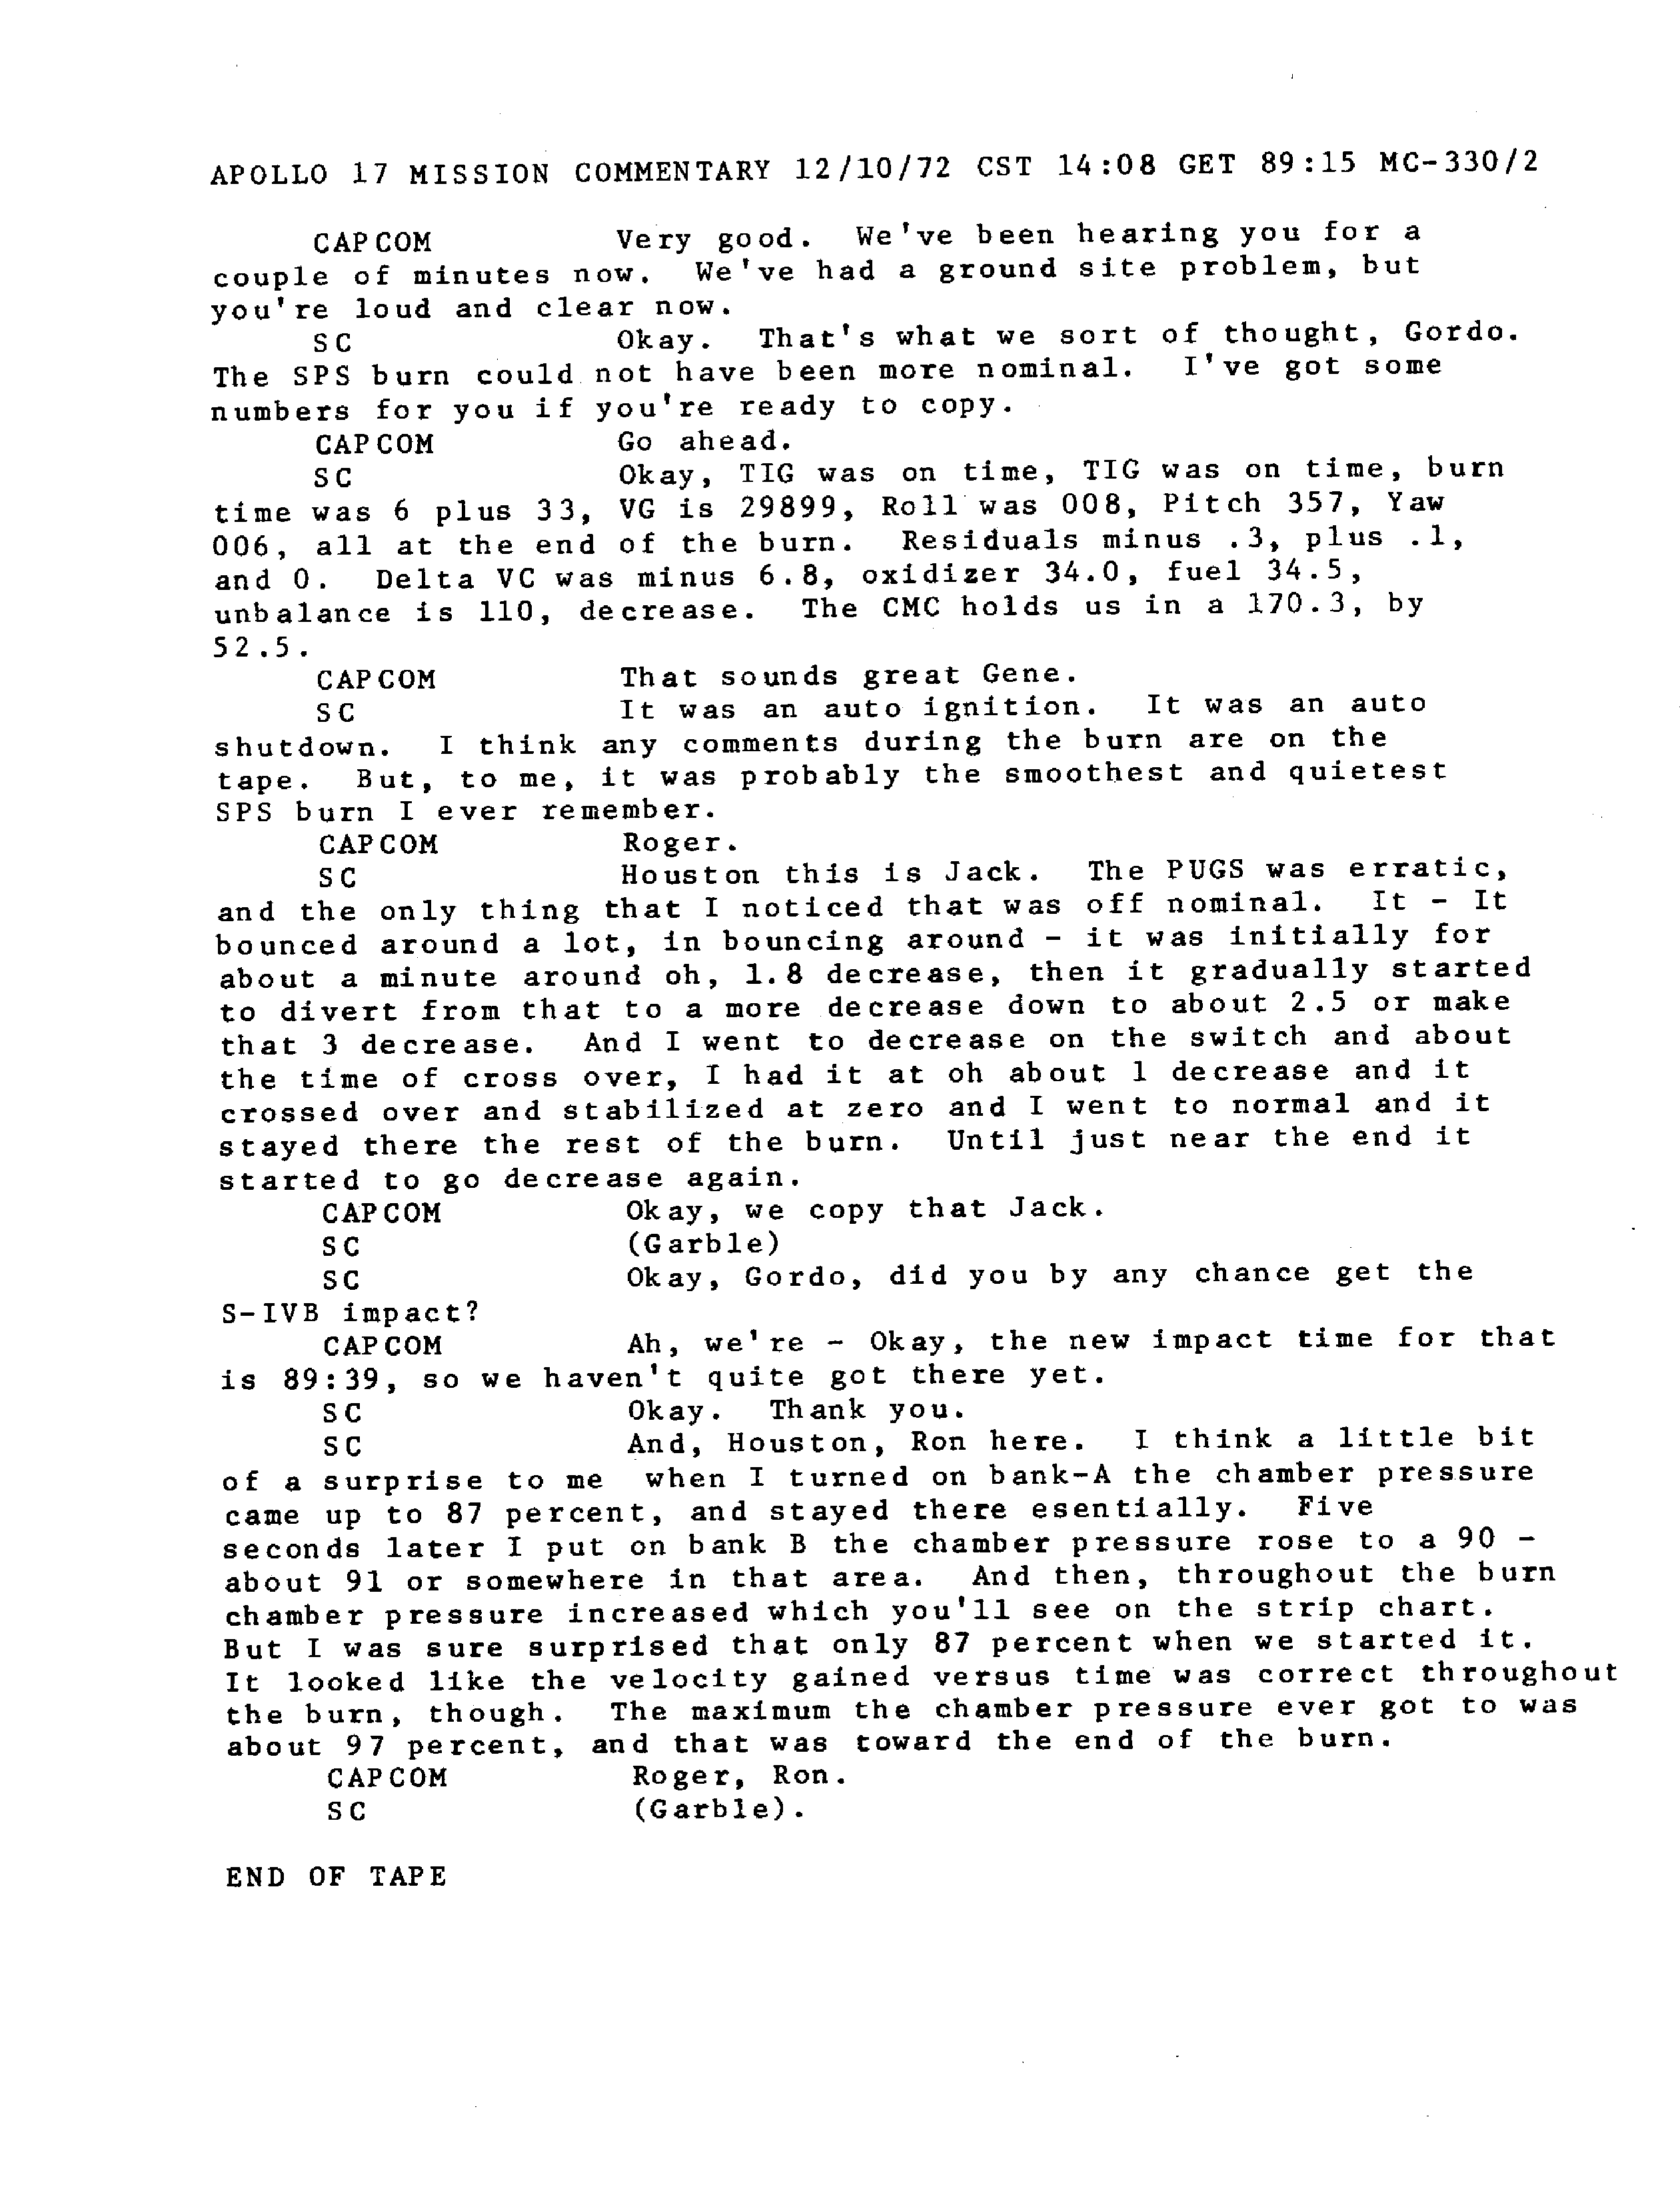 APOLLO 17 MISSION COMMENTARY 12/10/72 CST 14:08 GET 89:15 MC-330/2
CAPCOM Very good. We've been hearing you for a
couple of minutes now. We've had a ground site problem, but
you're loud and clear now.
SC Okay. That's what we sort of thought, Gordo.
The SPS burn could not have been more nominal. I've got some
numbers for you if you're ready to copy.
CAPCOM Go ahead.
SC Okay, TIG was on time, TIG was on time, burn
time was 6 plus 33, VG is 29899, Roll was 008, Pitch 357, Yaw
006, all at the end of the burn. Residuals minus .3, plus .1,
and 0. Delta VC was minus 6.8, oxidizer 34.0, fuel 34.5,
unbalance is 110, decrease. The CMC holds us in a 170.3, by
52.5.
CAPCOM That sounds great Gene.
SC It was an auto ignition. It was an auto
shutdown. I think any comments during the burn are on the
tape. But, to me, it was probably the smoothest and quietest
SPS burn I ever remember.
CAPCOM Roger.
SC Houston this is Jack. The PUGS was erratic,
and the only thing that I noticed that was off nominal. It - It
bounced around a lot, in bouncing around - it was initially for
about a minute around oh, 1.8 decrease, then it gradually started
to divert from that to a more decrease down to about 2.5 or make
that 3 decrease. And I went to decrease on the switch and about
the time of cross over, I had it at oh about 1 decrease and it
crossed over and stabilized at zero and I went to normal and it
stayed there the rest of the burn. Until just near the end it
started to go decrease again.
CAPCOM Okay, we copy that Jack.
SC (Garble)
SC Okay, Gordo, did you by any chance get the
S-IVB impact?
CAPCOM Ah, we're - Okay, the new impact time for that
is 89:39, so we haven't quite got there yet.
SC Okay. Thank you.
SC And, Houston, Ron here. I think a little bit
of a surprise to me when I turned on bank-A the chamber pressure
came up to 87 percent, and stayed there esentially. Five
seconds later I put on bank B the chamber pressure rose to a 90 -
about 91 or somewhere in that area. And then, throughout the burn
chamber pressure increased which you'll see on the strip chart.
But I was sure surprised that only 87 percent when we started it.
It looked like the velocity gained versus time was correct throughout
the burn, though. The maximum the chamber pressure ever got to was
about 97 percent, and that was toward the end of the burn.
CAPCOM Roger, Ron.
SC (Garble).
END OF TAPE